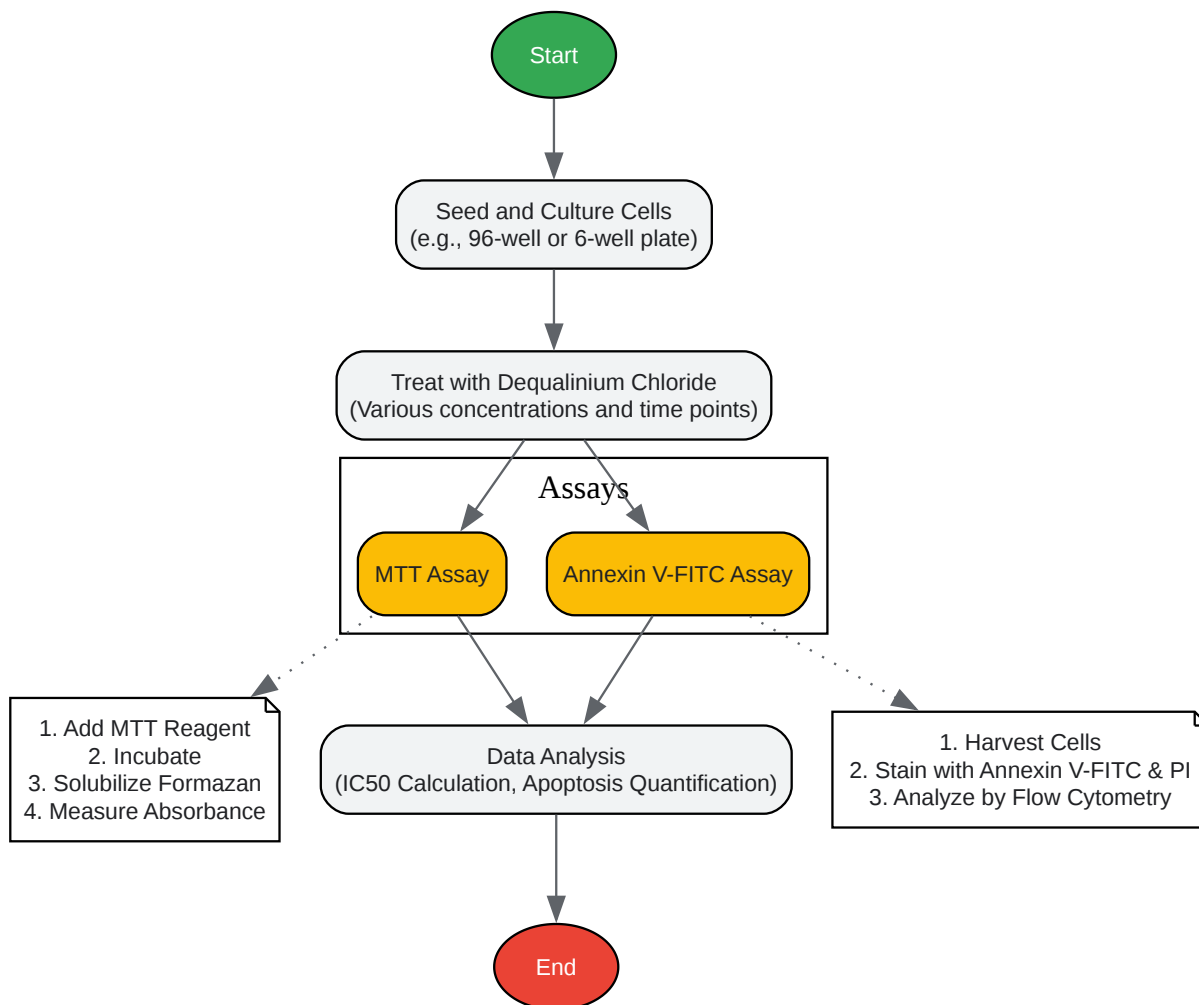 Start
Seed and Culture Cells
(e.g., 96-well or 6-well plate)
Treat with Dequalinium Chloride
(Various concentrations and time points)
Assays
MTT Assay
Annexin V-FITC Assay
1. Add MTT Reagent
2. Incubate
3. Solubilize Formazan
4. Measure Absorbance
Data Analysis
(IC50 Calculation, Apoptosis Quantification)
1. Harvest Cells
2. Stain with Annexin V-FITC & PI
3. Analyze by Flow Cytometry
End